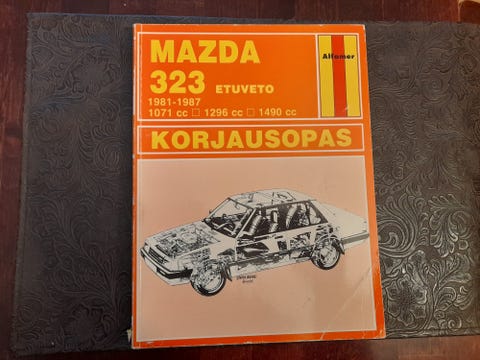 MAZDA
Alfamer
323 ETUVETO
1981-1987
1071 cc □ 1296 cc □ 1490 cc
KORJAUSOPAS